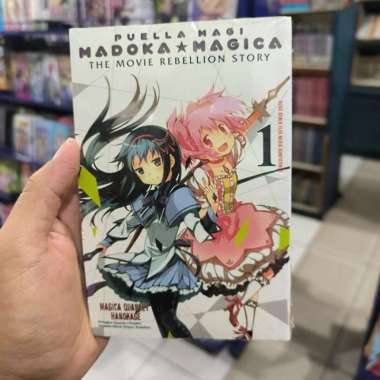 PUELLA MAGI
MADOKA★MAGICA
THE MOVIE REBELLION STORY
1
MAGICA QUARTET
HANOKAGE